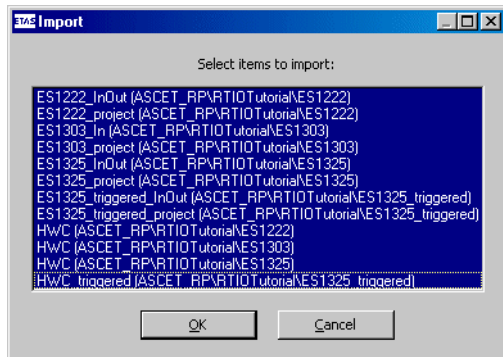 ETAS Import
Select items to import:
ES1222_InOut (ASCET_RP\RTIOTutorial\ES1222)
ES1222_project (ASCET_RP\RTIOTutorial\ES1222)
ES1303_In (ASCET_RP\RTIOTutorial\ES1303)
ES1303_project (ASCET_RP\RTIOTutorial\ES1303)
ES1325_InOut (ASCET_RP\RTIOTutorial\ES1325)
ES1325_project (ASCET_RP\RTIOTutorial\ES1325)
ES1325_triggered_InOut (ASCET_RP\RTIOTutorial\ES1325_triggered)
ES1325_triggered_project (ASCET_RP\RTIOTutorial\ES1325_triggered)
HWC (ASCET_RP\RTIOTutorial\ES1222)
HWC (ASCET_RP\RTIOTutorial\ES1303)
HWC (ASCET_RP\RTIOTutorial\ES1325)
HWC_triggered (ASCET_RP\RTIOTutorial\ES1325_triggered)
OK Cancel